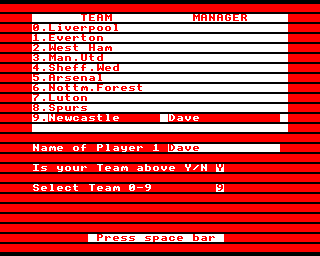 TEAM MANAGER
0.Liverpool
1.Everton
2.West Ham
3.Man.Utd
4.Sheff.Wed
5.Arsenal
6.Nottm.Forest
7.Luton
8.Spurs
9.Newcastle Dave
Name of Player 1 Dave
Is your Team above Y/N Y
Select Team 0-9 9
Press space bar